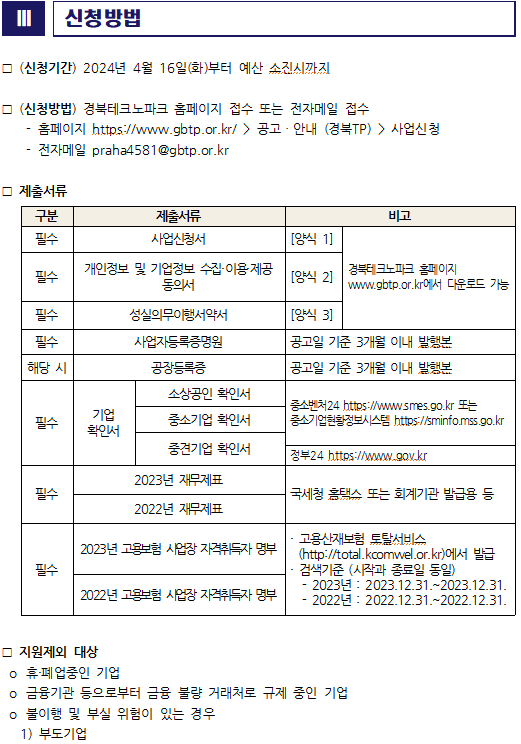 Ⅲ 신청방법
□ (신청기간) 2024년 4월 16일(화)부터 예산 소진시까지
□ (신청방법) 경북테크노파크 홈페이지 접수 또는 전자메일 접수
- 홈페이지 https://www.gbtp.or.kr/ > 공고·안내 (경북TP) > 사업신청
- 전자메일 praha4581@gbtp.or.kr
□ 제출서류
구분 제출서류 비고
필수 사업신청서 [양식 1]
필수 개인정보 및 기업정보 수집·이용·제공
동의서 [양식 2]
경북테크노파크 홈페이지
www.gbtp.or.kr에서 다운로드 가능
필수 성실의무이행서약서 [양식 3]
필수 사업자등록증명원 공고일 기준 3개월 이내 발행본
해당 시 공장등록증 공고일 기준 3개월 이내 발행본
필수 기업
확인서
소상공인 확인서
중소기업 확인서
중소벤처24 https://www.smes.go.kr 또는
중소기업현황정보시스템 https://sminfo.mss.go.kr
중견기업 확인서 정부24 https://www.gov.kr
필수 2023년 재무제표
2022년 재무제표
국세청 홈택스 또는 회계기관 발급용 등
필수 2023년 고용보험 사업장 자격취득자 명부
2022년 고용보험 사업장 자격취득자 명부
· 고용산재보험 토탈서비스
(http://total.kcomwel.or.kr)에서 발급
· 검색기준 (시작과 종료일 동일)
- 2023년 : 2023.12.31.~2023.12.31.
- 2022년 : 2022.12.31.~2022.12.31.
□ 지원제외 대상
o 휴·폐업중인 기업
o 금융기관 등으로부터 금융 불량 거래처로 규제 중인 기업
o 불이행 및 부실 위험이 있는 경우
1) 부도기업